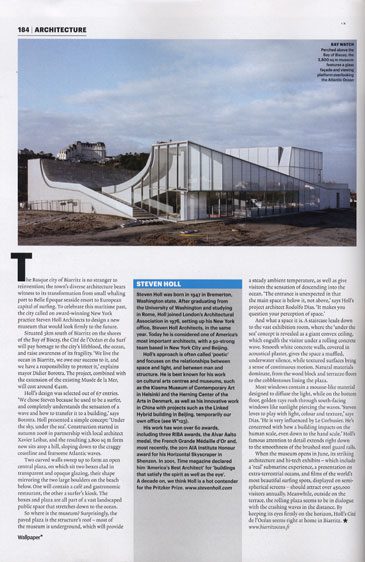 184 | ARCHITECTURE
BAY WATCH
Perched above the
Bay of Biscay, the
3,800 sq m museum
features a glass
façade and viewing
platform overlooking
the Atlantic Ocean
The Basque city of Biarritz is no stranger to
reinvention; the town's diverse architecture bears
witness to its transformation from small whaling
port to Belle Epoque seaside resort to European
capital of surfing. To celebrate this maritime past,
the city called on award-winning New York
practice Steven Holl Architects to design a new
museum that would look firmly to the future.
Situated 5km south of Biarritz on the shores
of the Bay of Biscay, the Cité de l'Océan et du Surf
will pay homage to the city's lifeblood, the ocean,
and raise awareness of its fragility. 'We live the
ocean in Biarritz, we owe our success to it, and
we have a responsibility to protect it,' explains
mayor Didier Borotra. The project, combined with
the extension of the existing Musée de la Mer,
will cost around €40m.
Holl's design was selected out of 67 entries.
'We chose Steven because he used to be a surfer,
and completely understands the sensation of a
wave and how to transfer it to a building,' says
Borotra. Holl presented a simple concept: 'Under
the sky, under the sea'. Construction started in
autumn 2006 in partnership with local architect
Xavier Leibar, and the resulting 3,800 sq m form
now sits atop a hill, sloping down to the craggy
coastline and fearsome Atlantic waves.
Two curved walls sweep up to form an open
central plaza, on which its two boxes clad in
transparent and opaque glazing, their shape
mirroring the two large boulders on the beach
below. One will contain a café and gastronomic
restaurant, the other a surfer's kiosk. The
boxes and plaza are all part of a vast landscaped
public space that stretches down to the ocean.
So where is the museum? Surprisingly, the
paved plaza is the structure's roof – most of
the museum is underground, which will provide
STEVEN HOLL
Steven Holl was born in 1947 in Bremerton,
Washington state. After graduating from
the University of Washington and studying
in Rome, Holl joined London's Architectural
Association in 1976, setting up his New York
office, Steven Holl Architects, in the same
year. Today he is considered one of America's
most important architects, with a 50-strong
team based in New York City and Beijing.
Holl's approach is often called 'poetic'
and focuses on the relationships between
space and light, and between man and
structure. He is best known for his work
on cultural arts centres and museums, such
as the Kiasma Museum of Contemporary Art
in Helsinki and the Herning Center of the
Arts in Denmark, as well as his innovative work
in China with projects such as the Linked
Hybrid building in Beijing, temporarily our
own office (see W*123).
His work has won over 80 awards,
including three RIBA awards, the Alvar Aalto
medal, the French Grande Médaille d'Or and,
most recently, the 2011 AIA Institute Honour
award for his Horizontal Skyscraper in
Shenzen. In 2001, Time magazine declared
him 'America's Best Architect' for 'buildings
that satisfy the spirit as well as the eye'.
A decade on, we think Holl is a hot contender
for the Pritzker Prize. www.stevenholl.com
a steady ambient temperature, as well as give
visitors the sensation of descending into the
ocean. 'The entrance is unexpected in that
the main space is below it, not above,' says Holl's
project architect Rodolfo Dias. 'It makes you
question your perception of space.'
And what a space it is. A staircase leads down
to the vast exhibition room, where the 'under the
sea' concept is revealed as a giant convex ceiling,
which engulfs the visitor under a rolling concrete
wave. Smooth white concrete walls, covered in
acoustical plaster, gives the space a muffled,
underwater silence, while textured surfaces bring
a sense of continuous motion. Natural materials
dominate, from the wood block and terrazzo floors
to the cobblestones lining the plaza.
Most windows contain a mousse-like material
designed to diffuse the light, while on the bottom
floor, golden rays rush through south-facing
windows like sunlight piercing the waves. 'Steven
loves to play with light, colour and texture,' says
Dias. 'He is very influenced by Le Corbusier. He's
concerned with how a building impacts on the
human scale, even down to the hand scale.' Holl's
famous attention to detail extends right down
to the smoothness of the brushed steel guard rails.
When the museum opens in June, its striking
architecture and hi-tech exhibits – which include
a 'real' submarine experience, a presentation on
extra-terrestrial oceans, and films of the world's
most beautiful surfing spots, displayed on semi-
spherical screens – should attract over 450,000
visitors annually. Meanwhile, outside on the
terrace, the rolling plaza seems to be in dialogue
with the crashing waves in the distance. By
keeping its eyes firmly on the horizon, Holl's Cité
de l'Océan seems right at home in Biarritz. ★
www.biarritzocean.fr
Wallpaper*